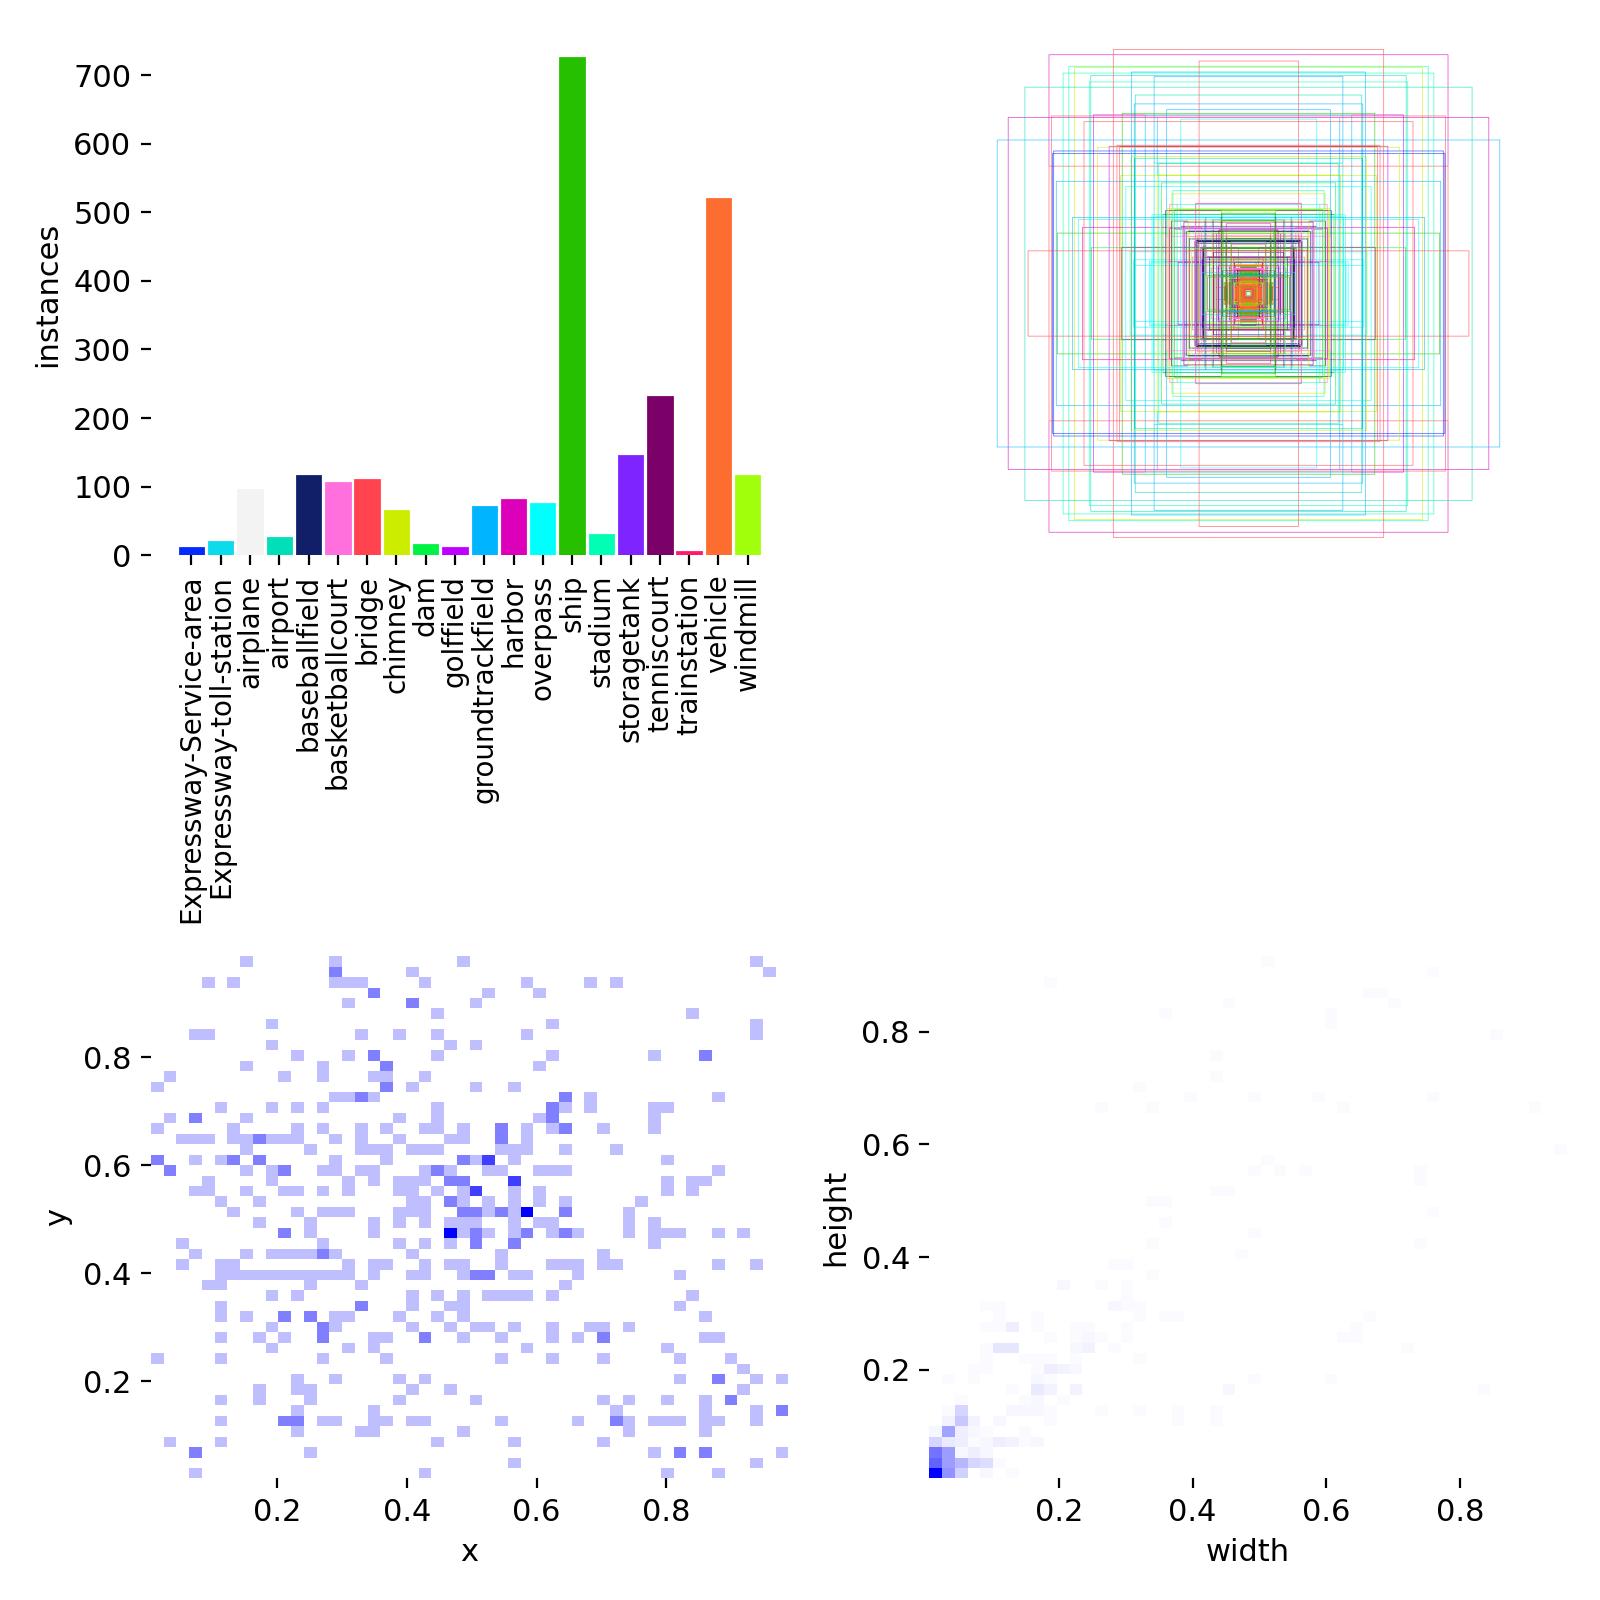 700
600
500
400
300
200
100
0
instances
Expressway-Service-area
Expressway-toll-station
airplane
airport
baseballfield
basketballcourt
bridge
chimney
dam
golffield
groundtrackfield
harbor
overpass
ship
stadium
storagetank
tenniscourt
trainstation
vehicle
windmill
0.8
0.6
0.4
0.2
y
0.2 0.4 0.6 0.8
x
0.8
0.6
0.4
0.2
height
0.2 0.4 0.6 0.8
width